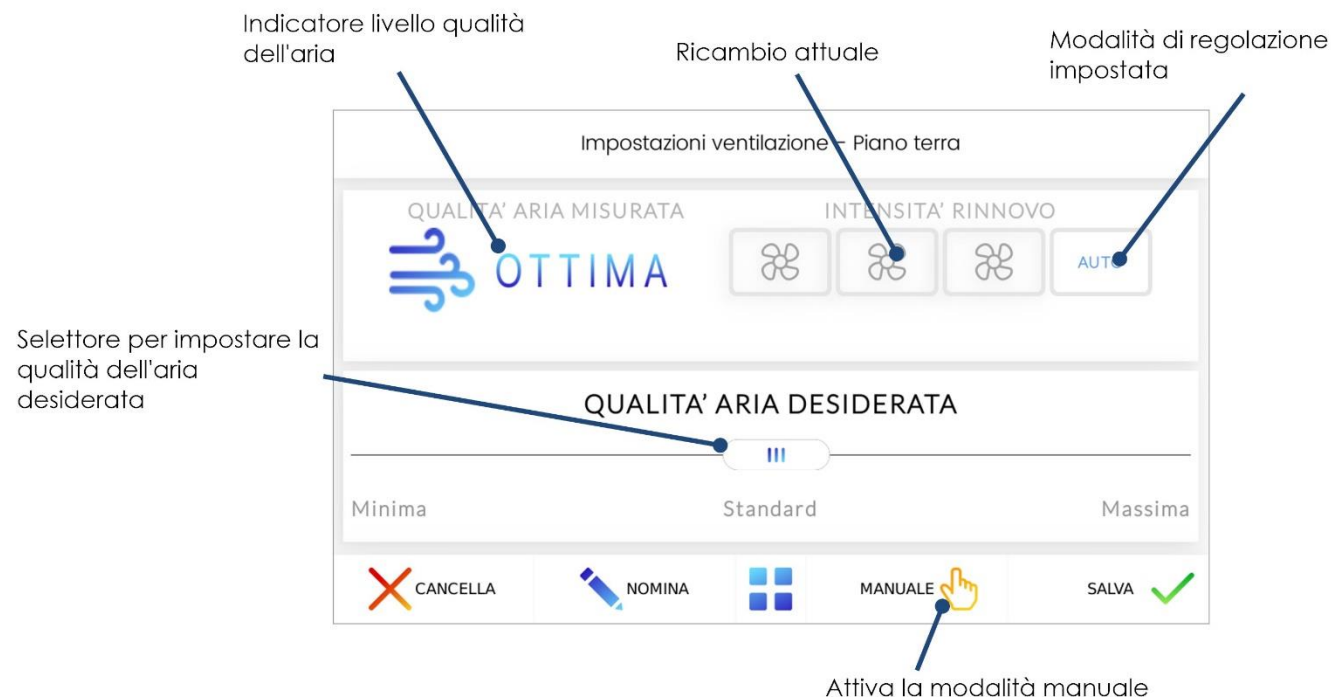 Indicatore livello qualità
dell'aria
Ricambio attuale
Modalità di regolazione
impostata
Impostazioni ventilazione – Piano terra
QUALITA' ARIA MISURATA
INTENSITA' RINNOVO
OTTIMA
AUTO
Selettore per impostare la
qualità dell'aria
desiderata
QUALITA' ARIA DESIDERATA
Minima
Standard
Massima
CANCELLA
NOMINA
MANUALE
SALVA
Attiva la modalità manuale